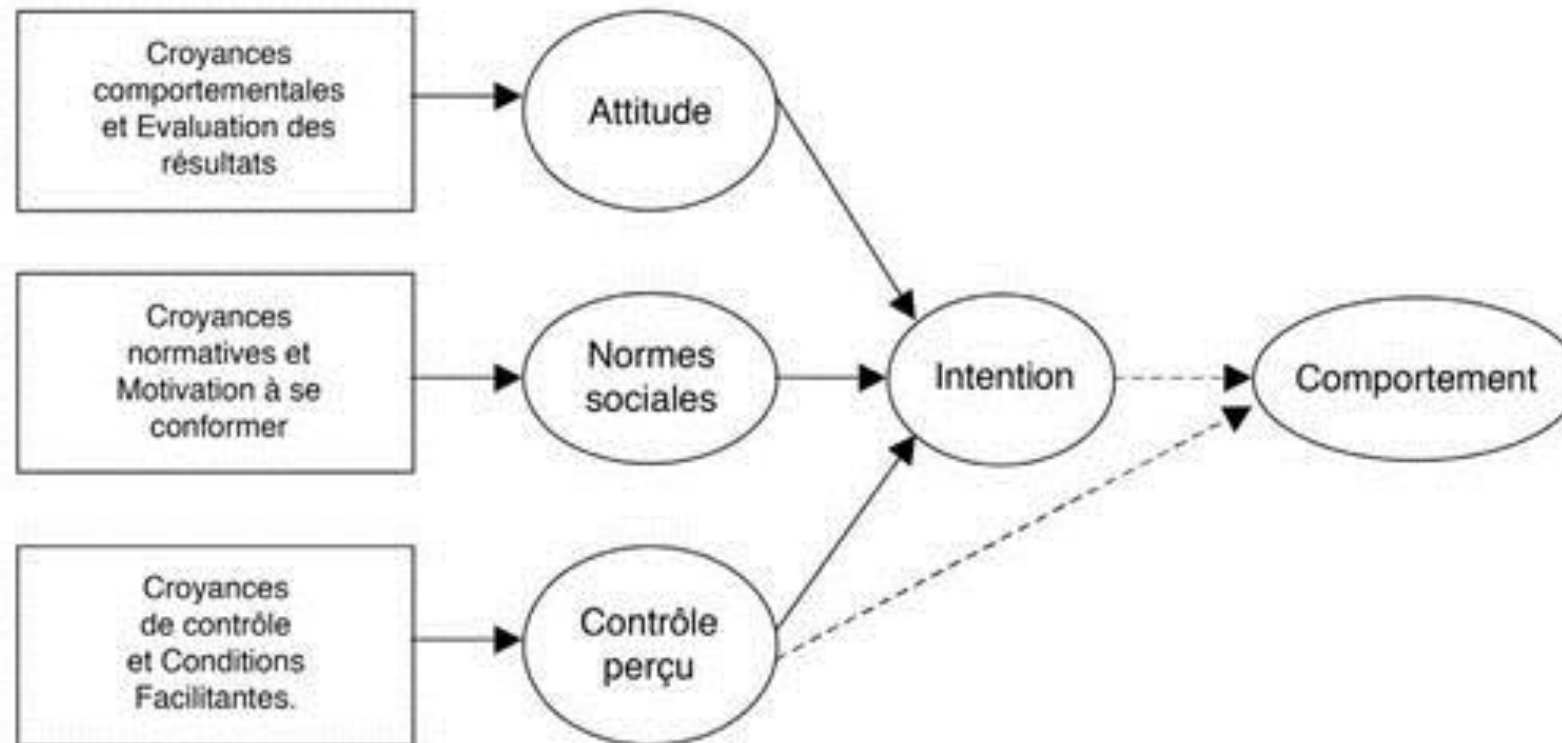 Croyances
comportementales
et Evaluation des
résultats
Attitude
Croyances
normatives et
Motivation à se
conformer
Normes
sociales
Intention
Comportement
Croyances
de contrôle
et Conditions
Facilitantes.
Contrôle
perçu